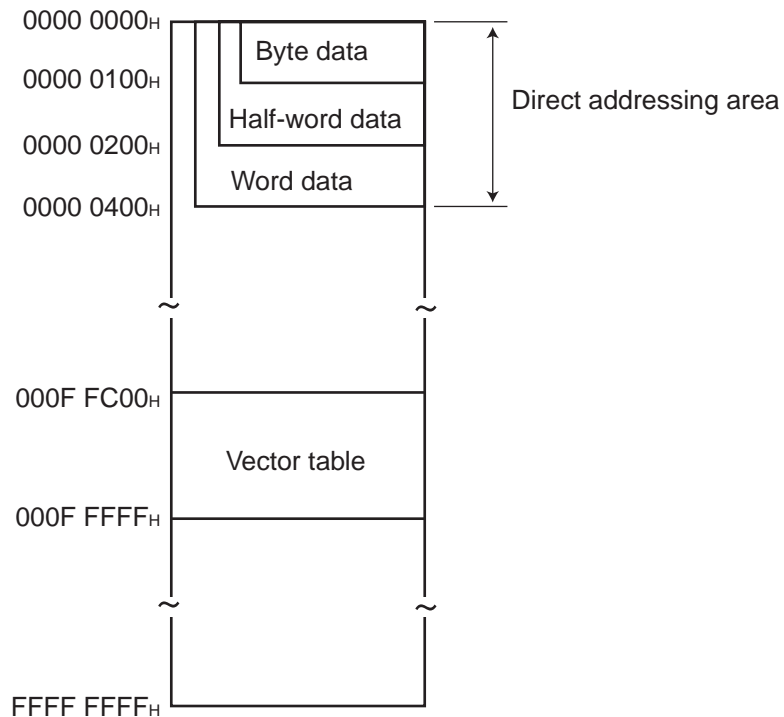 0000 0000H
Byte data
0000 0100H
Direct addressing area
Half-word data
0000 0200H
Word data
0000 0400H
~ ~
000F FC00H
Vector table
000F FFFFH
~ ~
FFFF FFFFH